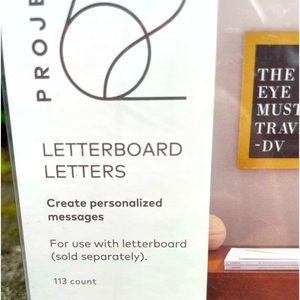 PROJE
62
LETTERBOARD
LETTERS
Create personalized
messages
For use with letterboard
(sold separately).
113 count
THE
EYE
MUST
TRAV
-DV